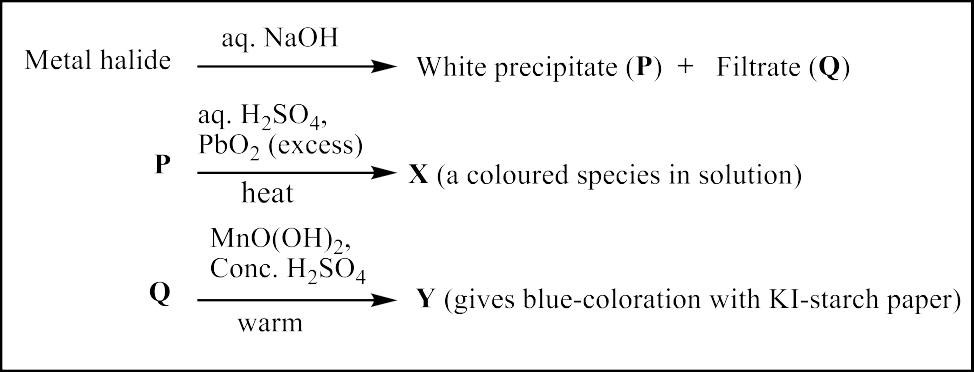 aq. NaOH
Metal halide White precipitate (P) + Filtrate (Q)
aq. H₂SO₄,
PbO₂ (excess)
P X (a coloured species in solution)
heat
MnO(OH)₂,
Conc. H₂SO₄
Q Y (gives blue-coloration with KI-starch paper)
warm